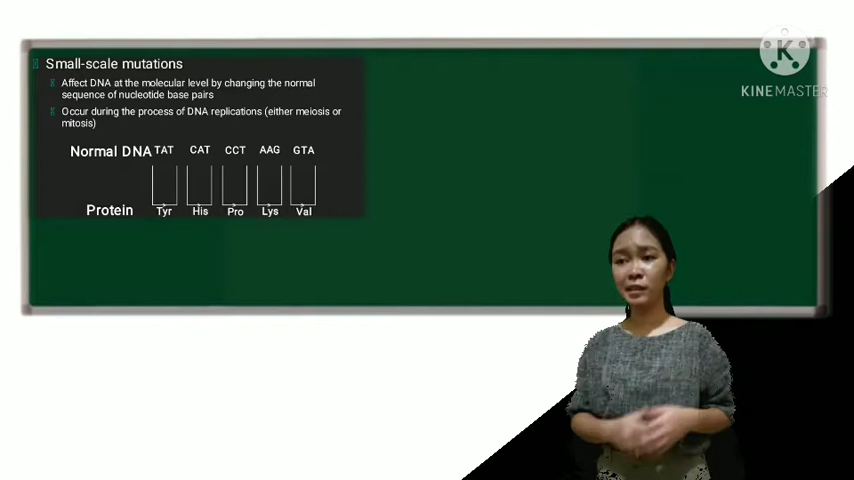 Small-scale mutations
Affect DNA at the molecular level by changing the normal
sequence of nucleotide base pairs
Occur during the process of DNA replications (either meiosis or
mitosis)
Normal DNA TAT CAT CCT AAG GTA
Protein Tyr His Pro Lys Val
K
KINEMASTER